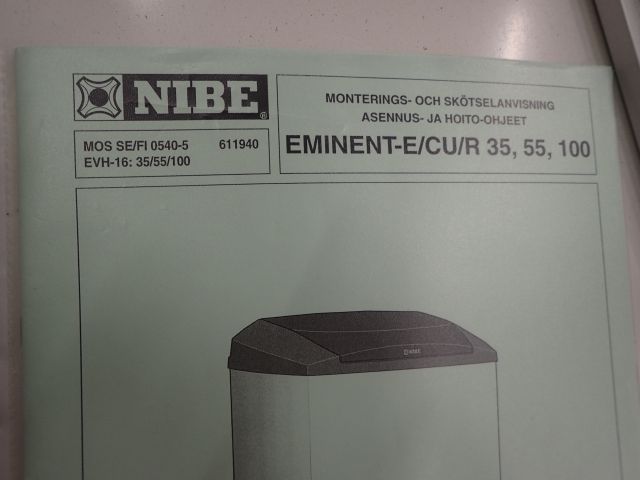 NIBE®
MONTERINGS- OCH SKÖTSELANVISNING
ASENNUS- JA HOITO-OHJEET
EMINENT-E/CU/R 35, 55, 100
MOS SE/FI 0540-5 611940
EVH-16: 35/55/100
NIBE